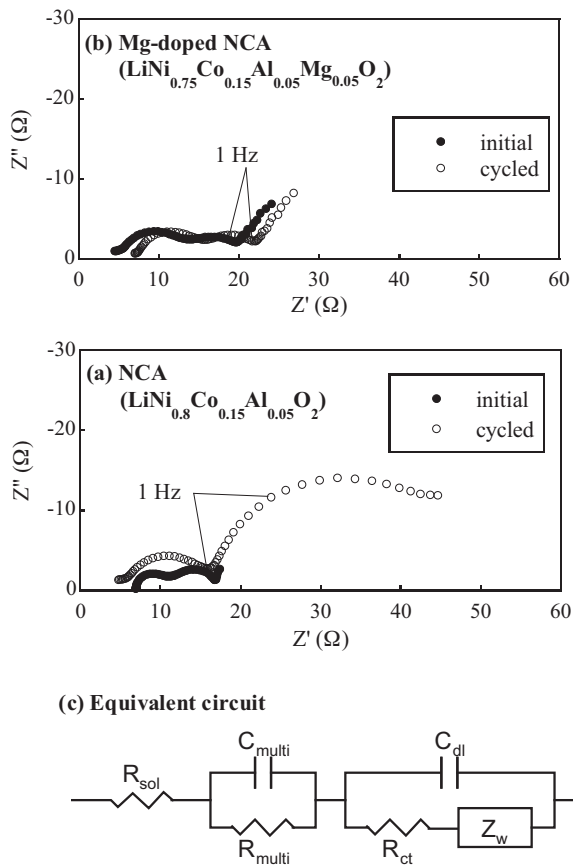 (b) Mg-doped NCA
(LiNi0.75Co0.15Al0.05Mg0.05O2)
-30
-20
-10
0
Z" (Ω)
1 Hz
initial
cycled
0 10 20 30 40 50 60
Z' (Ω)
(a) NCA
(LiNi0.8Co0.15Al0.05O2)
-30
-20
-10
0
Z" (Ω)
1 Hz
initial
cycled
0 10 20 30 40 50 60
Z' (Ω)
(c) Equivalent circuit
Rsol
Cmulti
Rmulti
Cdl
Rct
Zw